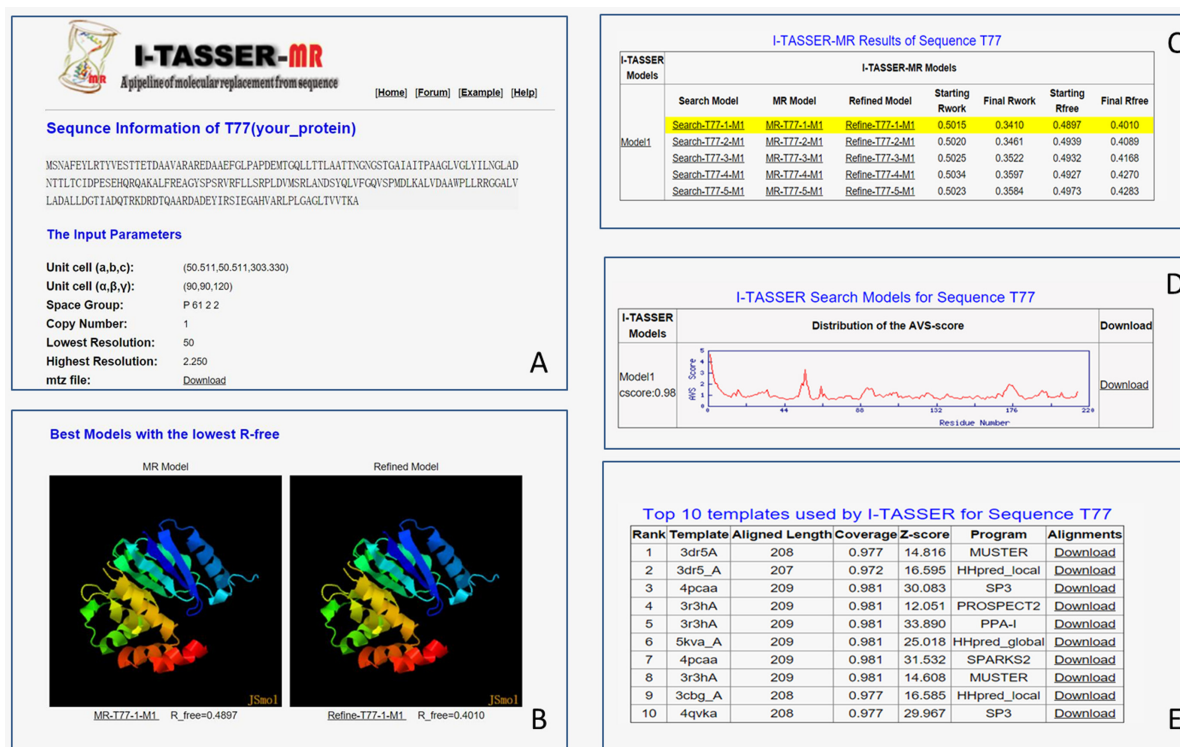 MR
I-TASSER-MR
A pipeline of molecular replacement from sequence
[Home] [Forum] [Example] [Help]
Sequnce Information of T77(your_protein)
MSNAFEYLRTYVESTTETDAAVARAREDAAEFGLPAPDEMTGQLLTTLAATTNGNGSTGAIAITPAAGLVGLYILNGLAD
NTTLTCIDPESEHQRQAKALFREAGYSPSRVRFLLSRPLDVMSRLANDSYQLVFGQVSPMDLKALVDAAWPLLRRGGALV
LADALLDGTIADQTRKDRDTQAARDADEYIRSIEGAHVARLPLGAGLTVVTKA
The Input Parameters
Unit cell (a,b,c): (50.511,50.511,303.330)
Unit cell (α,β,γ): (90,90,120)
Space Group: P 61 2 2
Copy Number: 1
Lowest Resolution: 50
Highest Resolution: 2.250
mtz file: Download
A
Best Models with the lowest R-free
MR Model Refined Model
JSmol JSmol
MR-T77-1-M1 R_free=0.4897 Refine-T77-1-M1 R_free=0.4010
B
C
I-TASSER-MR Results of Sequence T77
I-TASSER Models I-TASSER-MR Models
Search Model MR Model Refined Model Starting Rwork Final Rwork Starting Rfree Final Rfree
Model1
Search-T77-1-M1 MR-T77-1-M1 Refine-T77-1-M1 0.5015 0.3410 0.4897 0.4010
Search-T77-2-M1 MR-T77-2-M1 Refine-T77-2-M1 0.5020 0.3461 0.4939 0.4089
Search-T77-3-M1 MR-T77-3-M1 Refine-T77-3-M1 0.5025 0.3522 0.4932 0.4168
Search-T77-4-M1 MR-T77-4-M1 Refine-T77-4-M1 0.5034 0.3597 0.4927 0.4270
Search-T77-5-M1 MR-T77-5-M1 Refine-T77-5-M1 0.5023 0.3584 0.4973 0.4283
D
I-TASSER Search Models for Sequence T77
I-TASSER Models Distribution of the AVS-score Download
Model1
cscore:0.98
AVS Score
5
4
3
2
1
0
0 44 88 132 176 220
Residue Number
Download
Top 10 templates used by I-TASSER for Sequence T77
Rank Template Aligned Length Coverage Z-score Program Alignments
1 3dr5A 208 0.977 14.816 MUSTER Download
2 3dr5_A 207 0.972 16.595 HHpred_local Download
3 4pcaa 209 0.981 30.083 SP3 Download
4 3r3hA 209 0.981 12.051 PROSPECT2 Download
5 3r3hA 209 0.981 33.890 PPA-I Download
6 5kva_A 209 0.981 25.018 HHpred_global Download
7 4pcaa 209 0.981 31.532 SPARKS2 Download
8 3r3hA 209 0.981 14.608 MUSTER Download
9 3cbg_A 208 0.977 16.585 HHpred_local Download
10 4qvka 208 0.977 29.967 SP3 Download
E